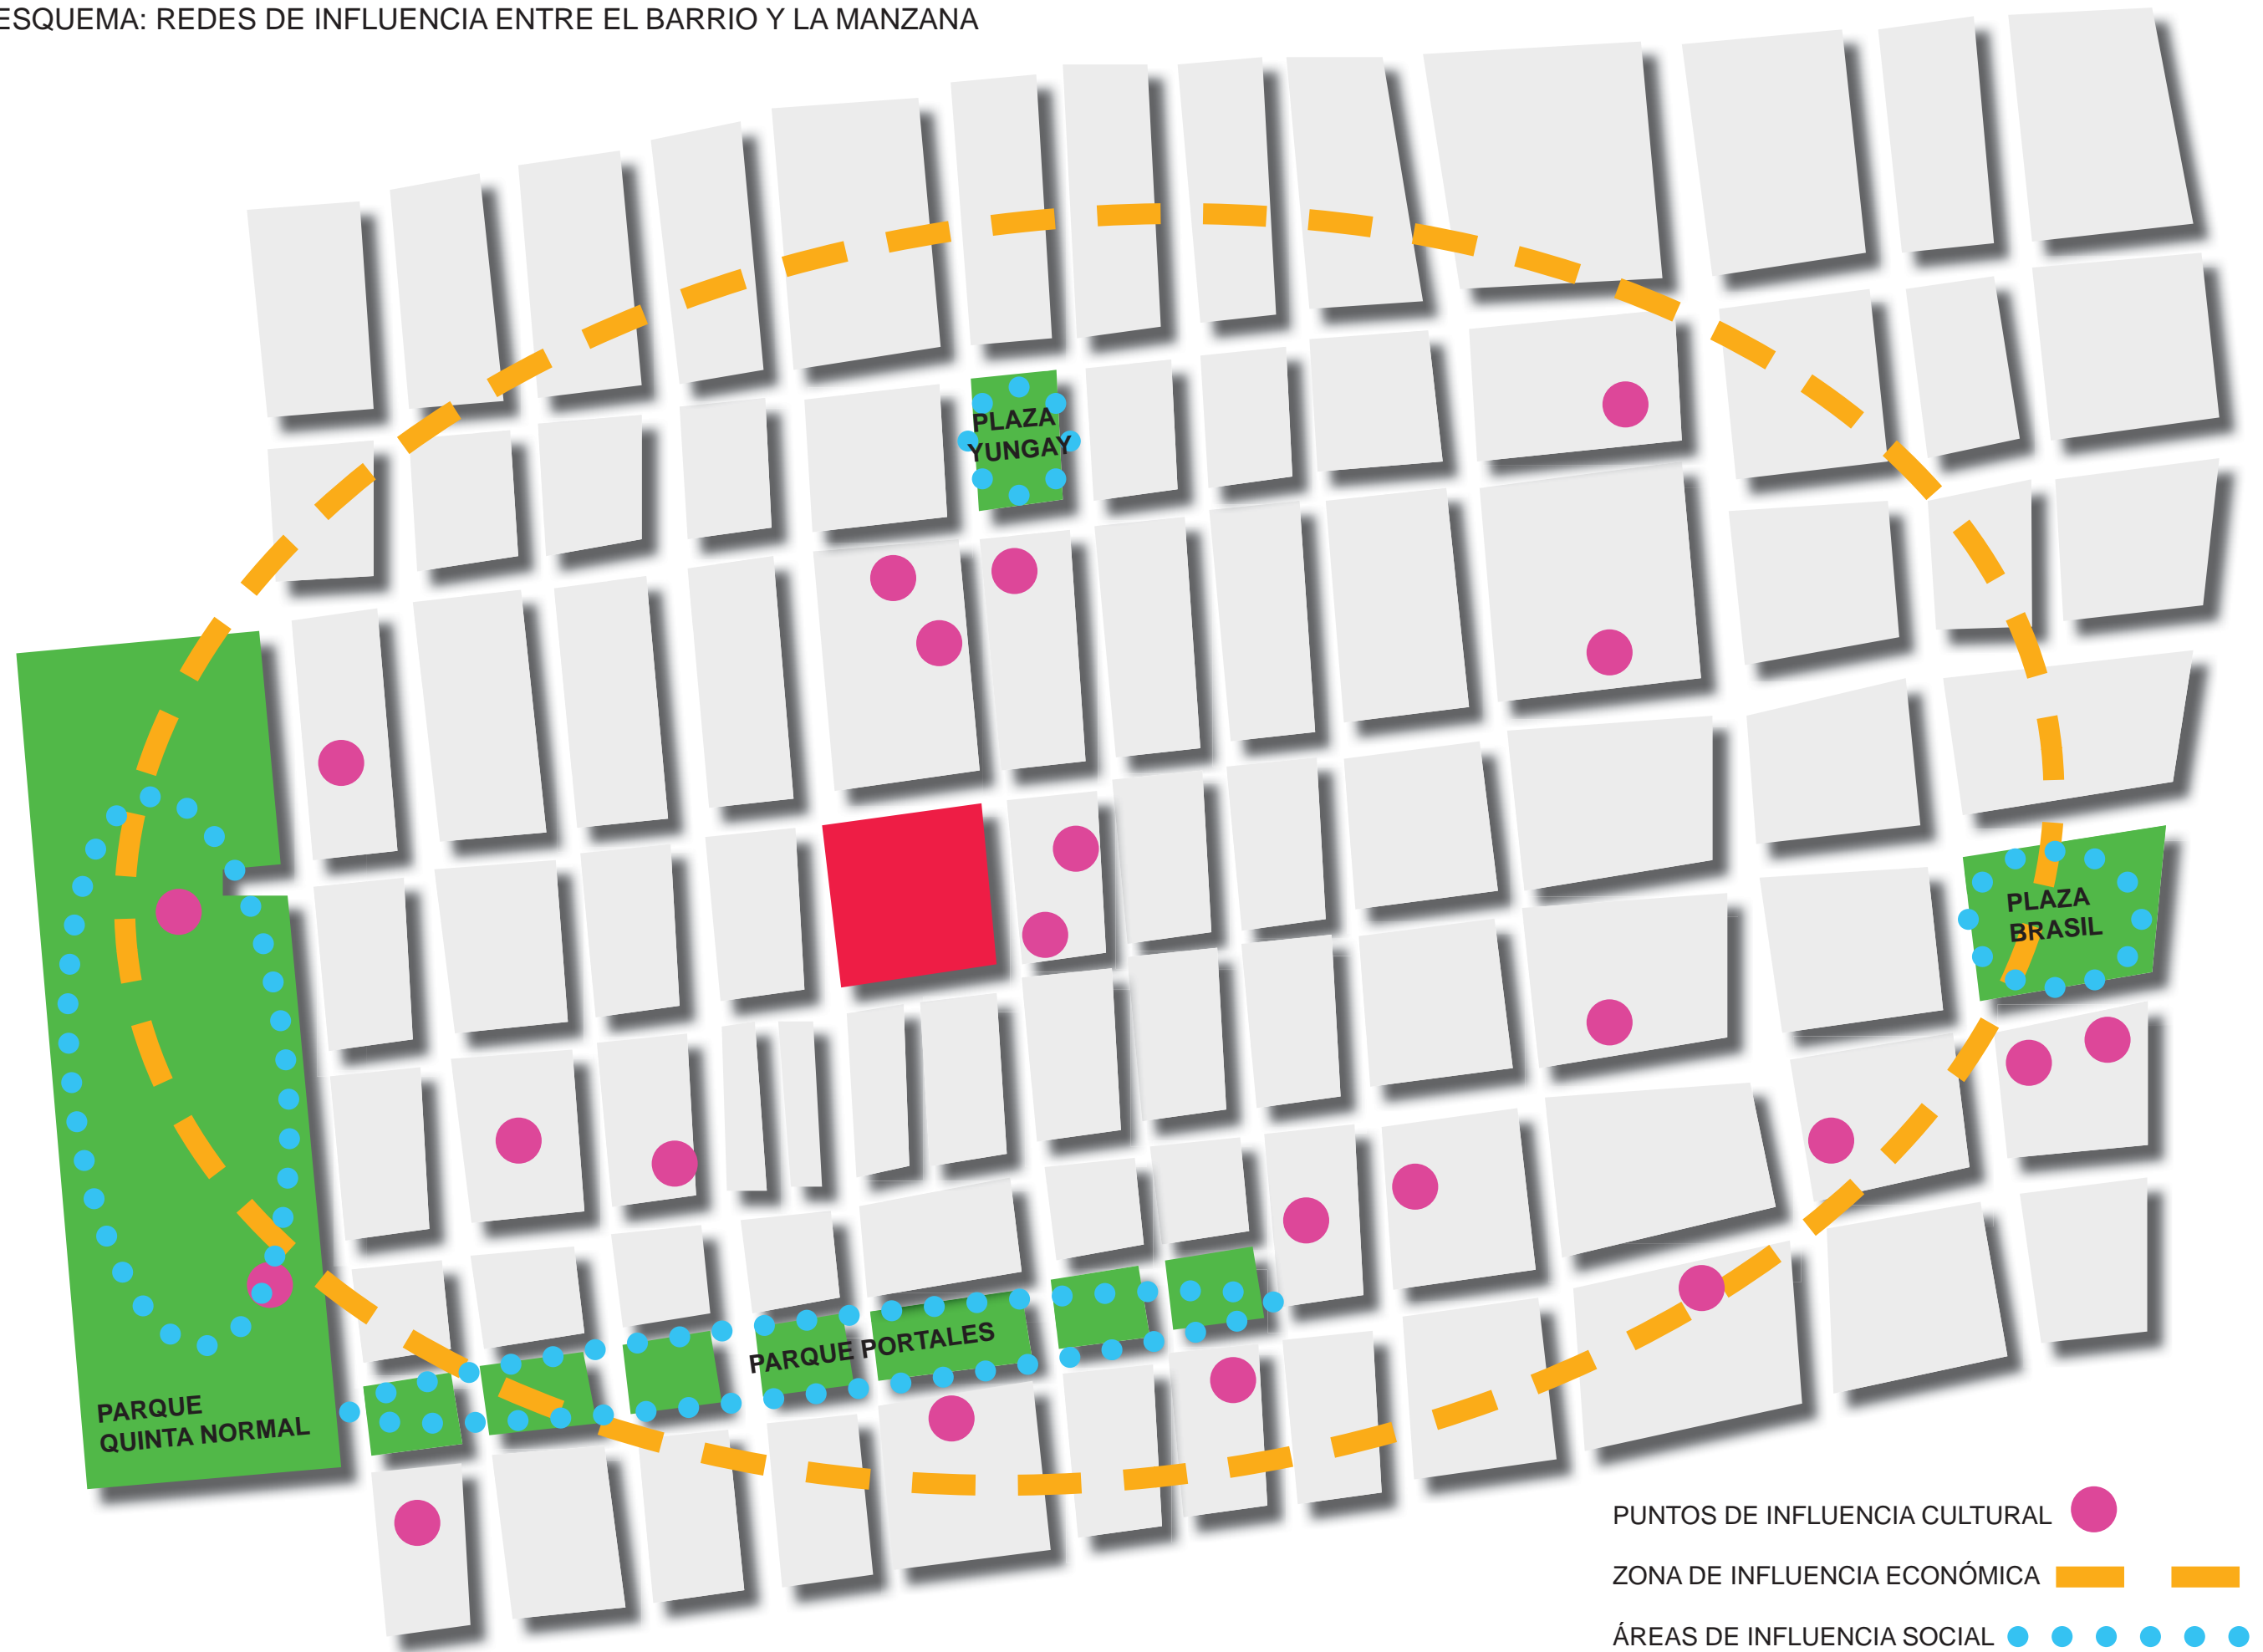 ESQUEMA: REDES DE INFLUENCIA ENTRE EL BARRIO Y LA MANZANA
PLAZA
YUNGAY
PLAZA
BRASIL
PARQUE PORTALES
PARQUE
QUINTA NORMAL
PUNTOS DE INFLUENCIA CULTURAL
ZONA DE INFLUENCIA ECONÓMICA
ÁREAS DE INFLUENCIA SOCIAL